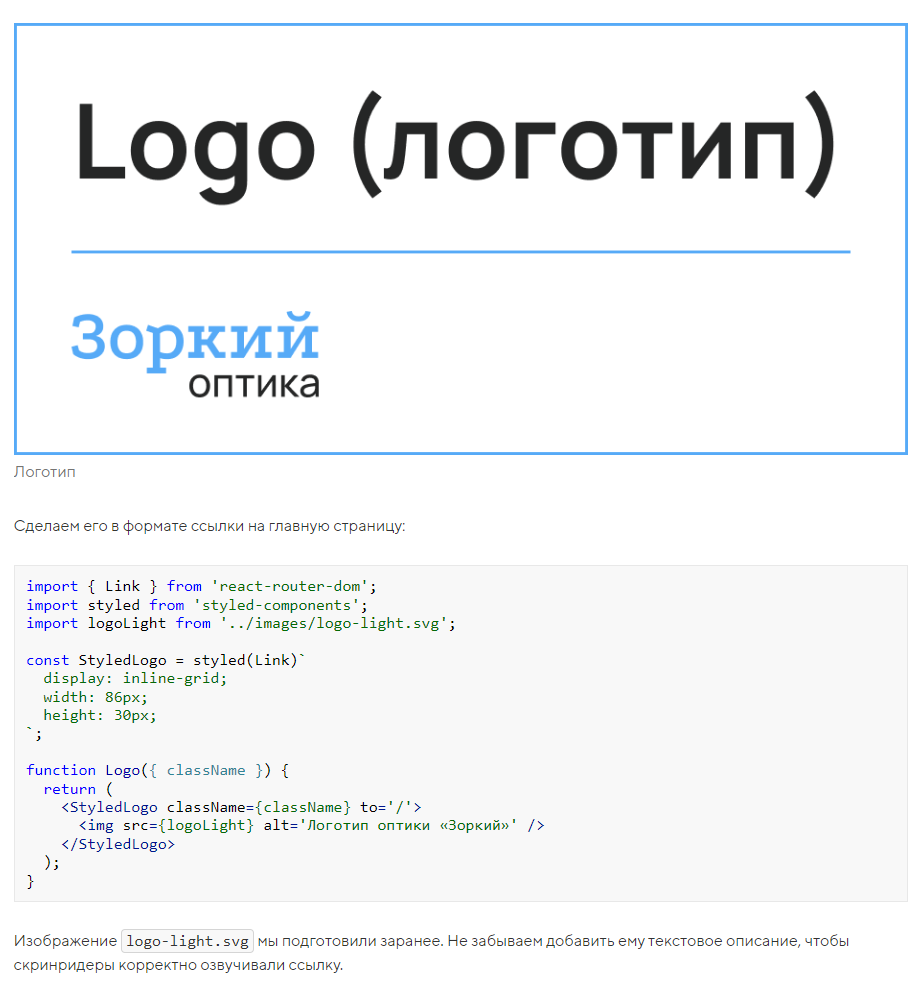 Logo (логотип)
Зоркий
оптика
Логотип
Сделаем его в формате ссылки на главную страницу:
import { Link } from 'react-router-dom';
import styled from 'styled-components';
import logoLight from '../images/logo-light.svg';
const StyledLogo = styled(Link)`
  display: inline-grid;
  width: 86px;
  height: 30px;
`;
function Logo({ className }) {
  return (
    <StyledLogo className={className} to='/'>
      <img src={logoLight} alt='Логотип оптики «Зоркий»' />
    </StyledLogo>
  );
}
Изображение logo-light.svg мы подготовили заранее. Не забываем добавить ему текстовое описание, чтобы
скринридеры корректно озвучивали ссылку.